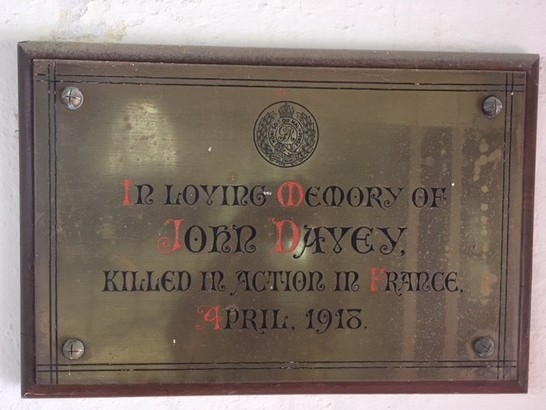 In loving Memory of
John Davey,
killed in action in France,
April, 1918.